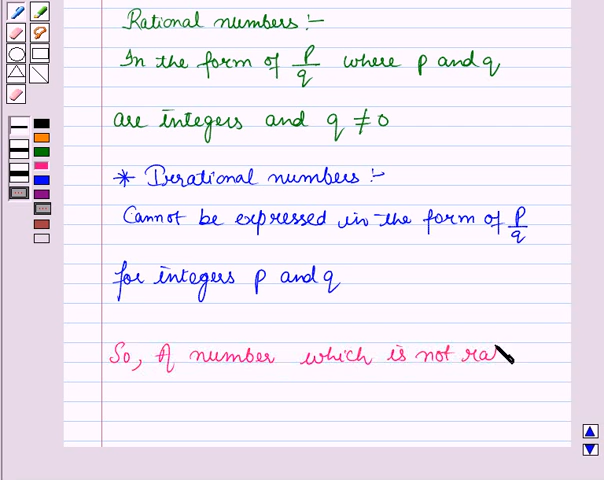 Rational numbers :-
In the form of p/q where p and q
are integers and q ≠ 0
* Irrational numbers :-
Cannot be expressed in the form of p/q
for integers p and q
So, A number which is not ra